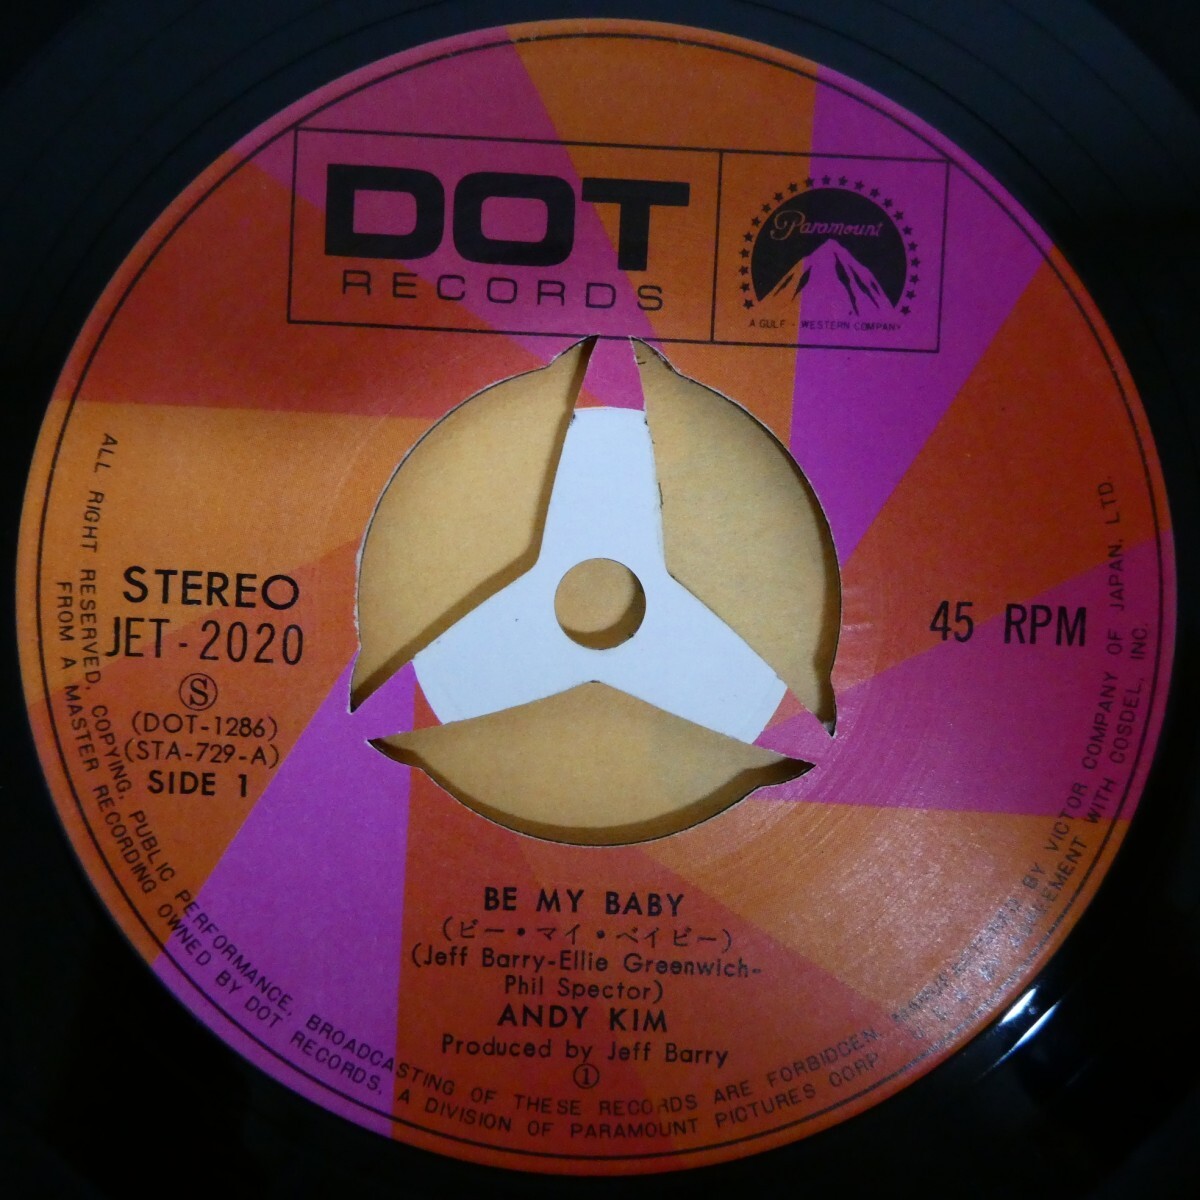 DOT
RECORDS
Paramount
A GULF - WESTERN COMPANY
STEREO
JET-2020
Ⓢ
(DOT-1286)
(STA-729-A)
SIDE 1
45 RPM
BE MY BABY
(ビー・マイ・ベイビー)
(Jeff Barry-Ellie Greenwich-
Phil Spector)
ANDY KIM
Produced by Jeff Barry
①
ALL RIGHT RESERVED, COPYING, PUBLIC PERFORMANCE, BROADCASTING OF THESE RECORDS ARE FORBIDDEN, BY VICTOR COMPANY OF JAPAN, LTD.
FROM A MASTER RECORDING OWNED BY DOT RECORDS, A DIVISION OF PARAMOUNT PICTURES CORP. WITH COSDEL, INC.